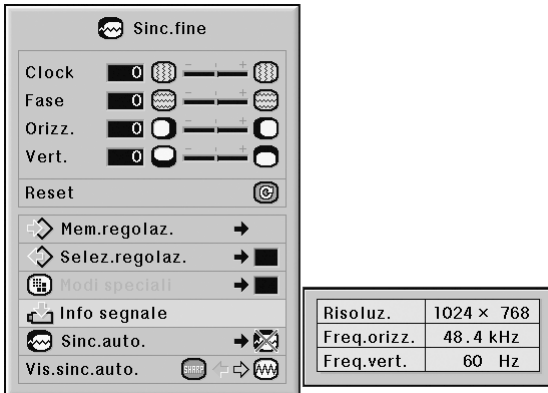 Sinc.fine
Clock 0
Fase 0
Orizz. 0
Vert. 0
Reset
Mem.regolaz.
Selez.regolaz.
Modi speciali
Info segnale
Sinc.auto.
Vis.sinc.auto. SHARP
Risoluz. 1024 × 768
Freq.orizz. 48.4 kHz
Freq.vert. 60 Hz